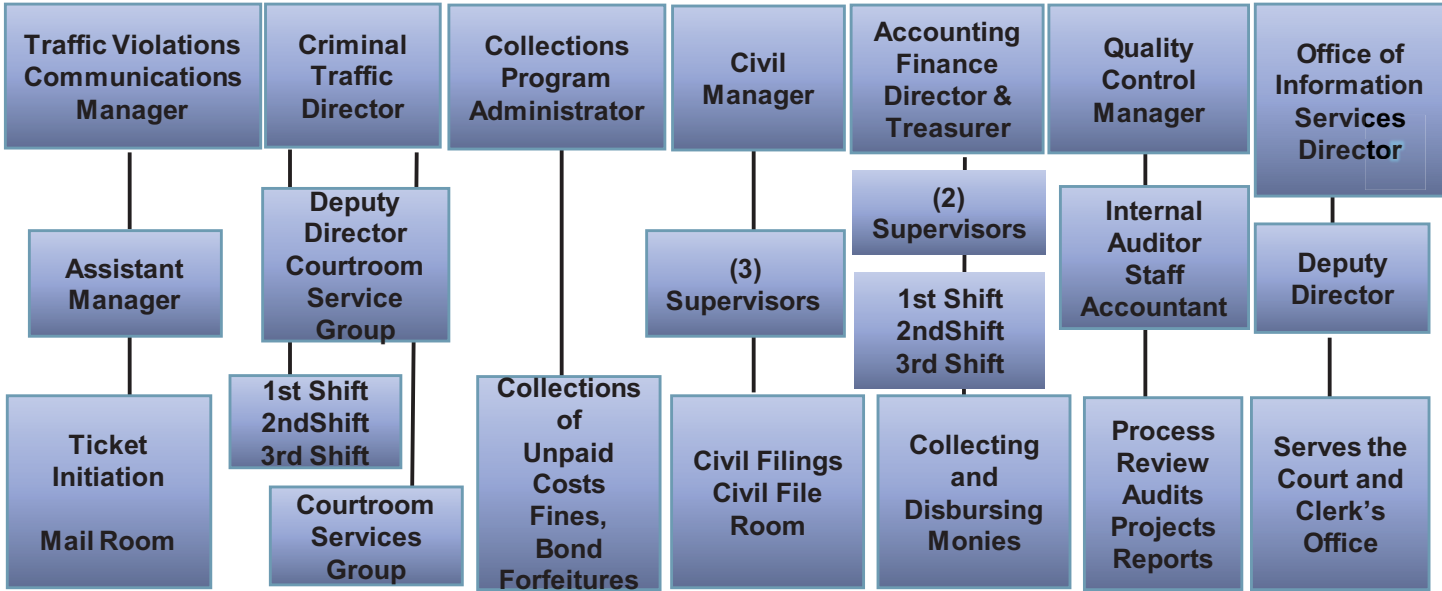 Traffic Violations
Communications
Manager
Criminal
Traffic
Director
Collections
Program
Administrator
Civil
Manager
Accounting
Finance
Director &
Treasurer
Quality
Control
Manager
Office of
Information
Services
Director
Assistant
Manager
Deputy
Director
Courtroom
Service
Group
(3)
Supervisors
(2)
Supervisors
1st Shift
2ndShift
3rd Shift
Internal
Auditor
Staff
Accountant
Deputy
Director
Ticket
Initiation
Mail Room
1st Shift
2ndShift
3rd Shift
Courtroom
Services
Group
Collections
of
Unpaid
Costs
Fines,
Bond
Forfeitures
Civil Filings
Civil File
Room
Collecting
and
Disbursing
Monies
Process
Review
Audits
Projects
Reports
Serves the
Court and
Clerk’s
Office